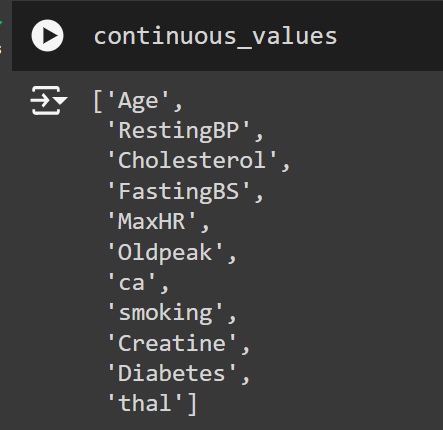 continuous_values
['Age',
'RestingBP',
'Cholesterol',
'FastingBS',
'MaxHR',
'Oldpeak',
'ca',
'smoking',
'Creatine',
'Diabetes',
'thal']